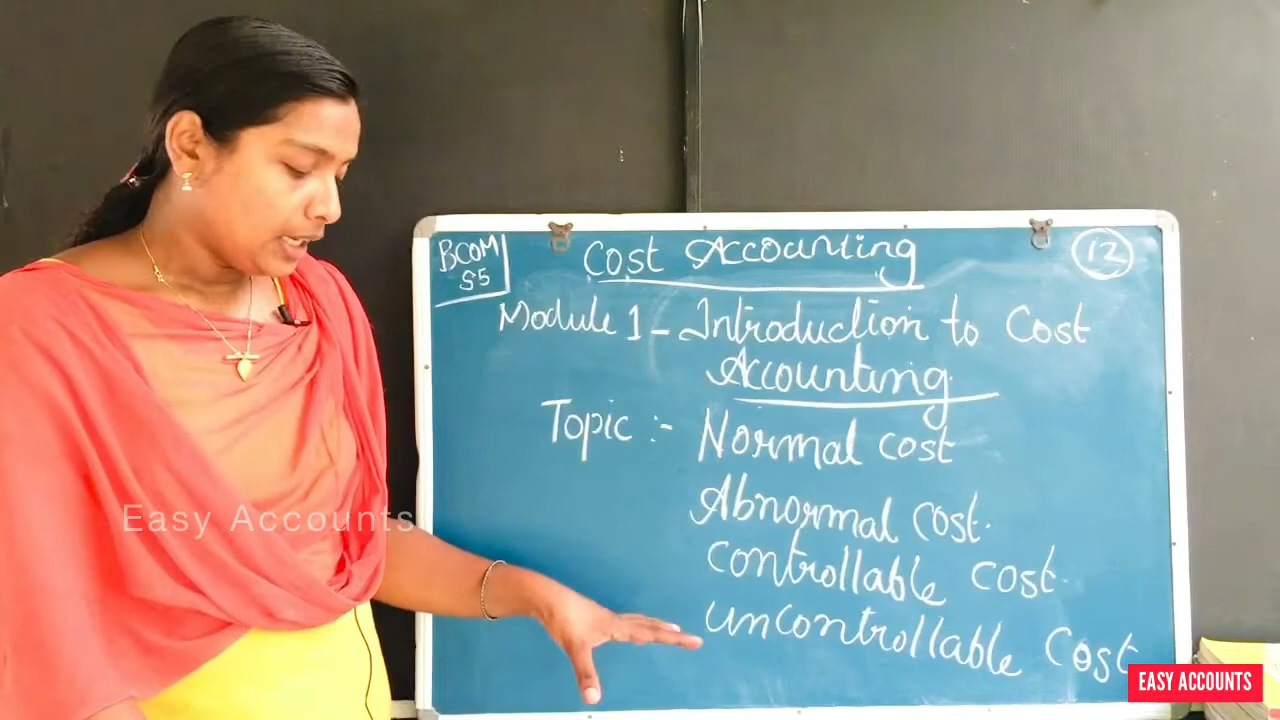 BCOM
S5
Cost Accounting
12
Module 1 - Introduction to Cost
Accounting
Topic :- Normal cost
Abnormal cost.
controllable cost.
uncontrollable cost
Easy Accounts
EASY ACCOUNTS